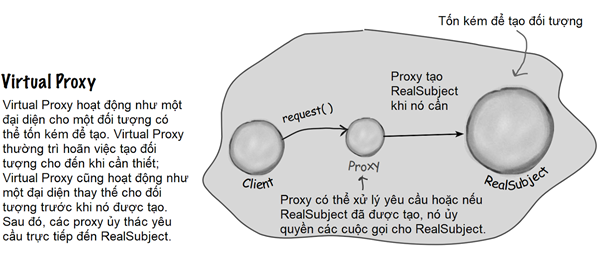 Virtual Proxy
Virtual Proxy hoạt động như một
đại diện cho một đối tượng có
thể tốn kém để tạo. Virtual Proxy
thường trì hoãn việc tạo đối
tượng cho đến khi cần thiết;
Virtual Proxy cũng hoạt động như
một đại diện thay thế cho đối
tượng trước khi nó được tạo.
Sau đó, các proxy ủy thác yêu
cầu trực tiếp đến RealSubject.
Tốn kém để tạo đối tượng
Proxy tạo
RealSubject
khi nó cần
request()
Client
Proxy
RealSubject
Proxy có thể xử lý yêu cầu hoặc nếu
RealSubject đã được tạo, nó ủy
quyền các cuộc gọi cho RealSubject.